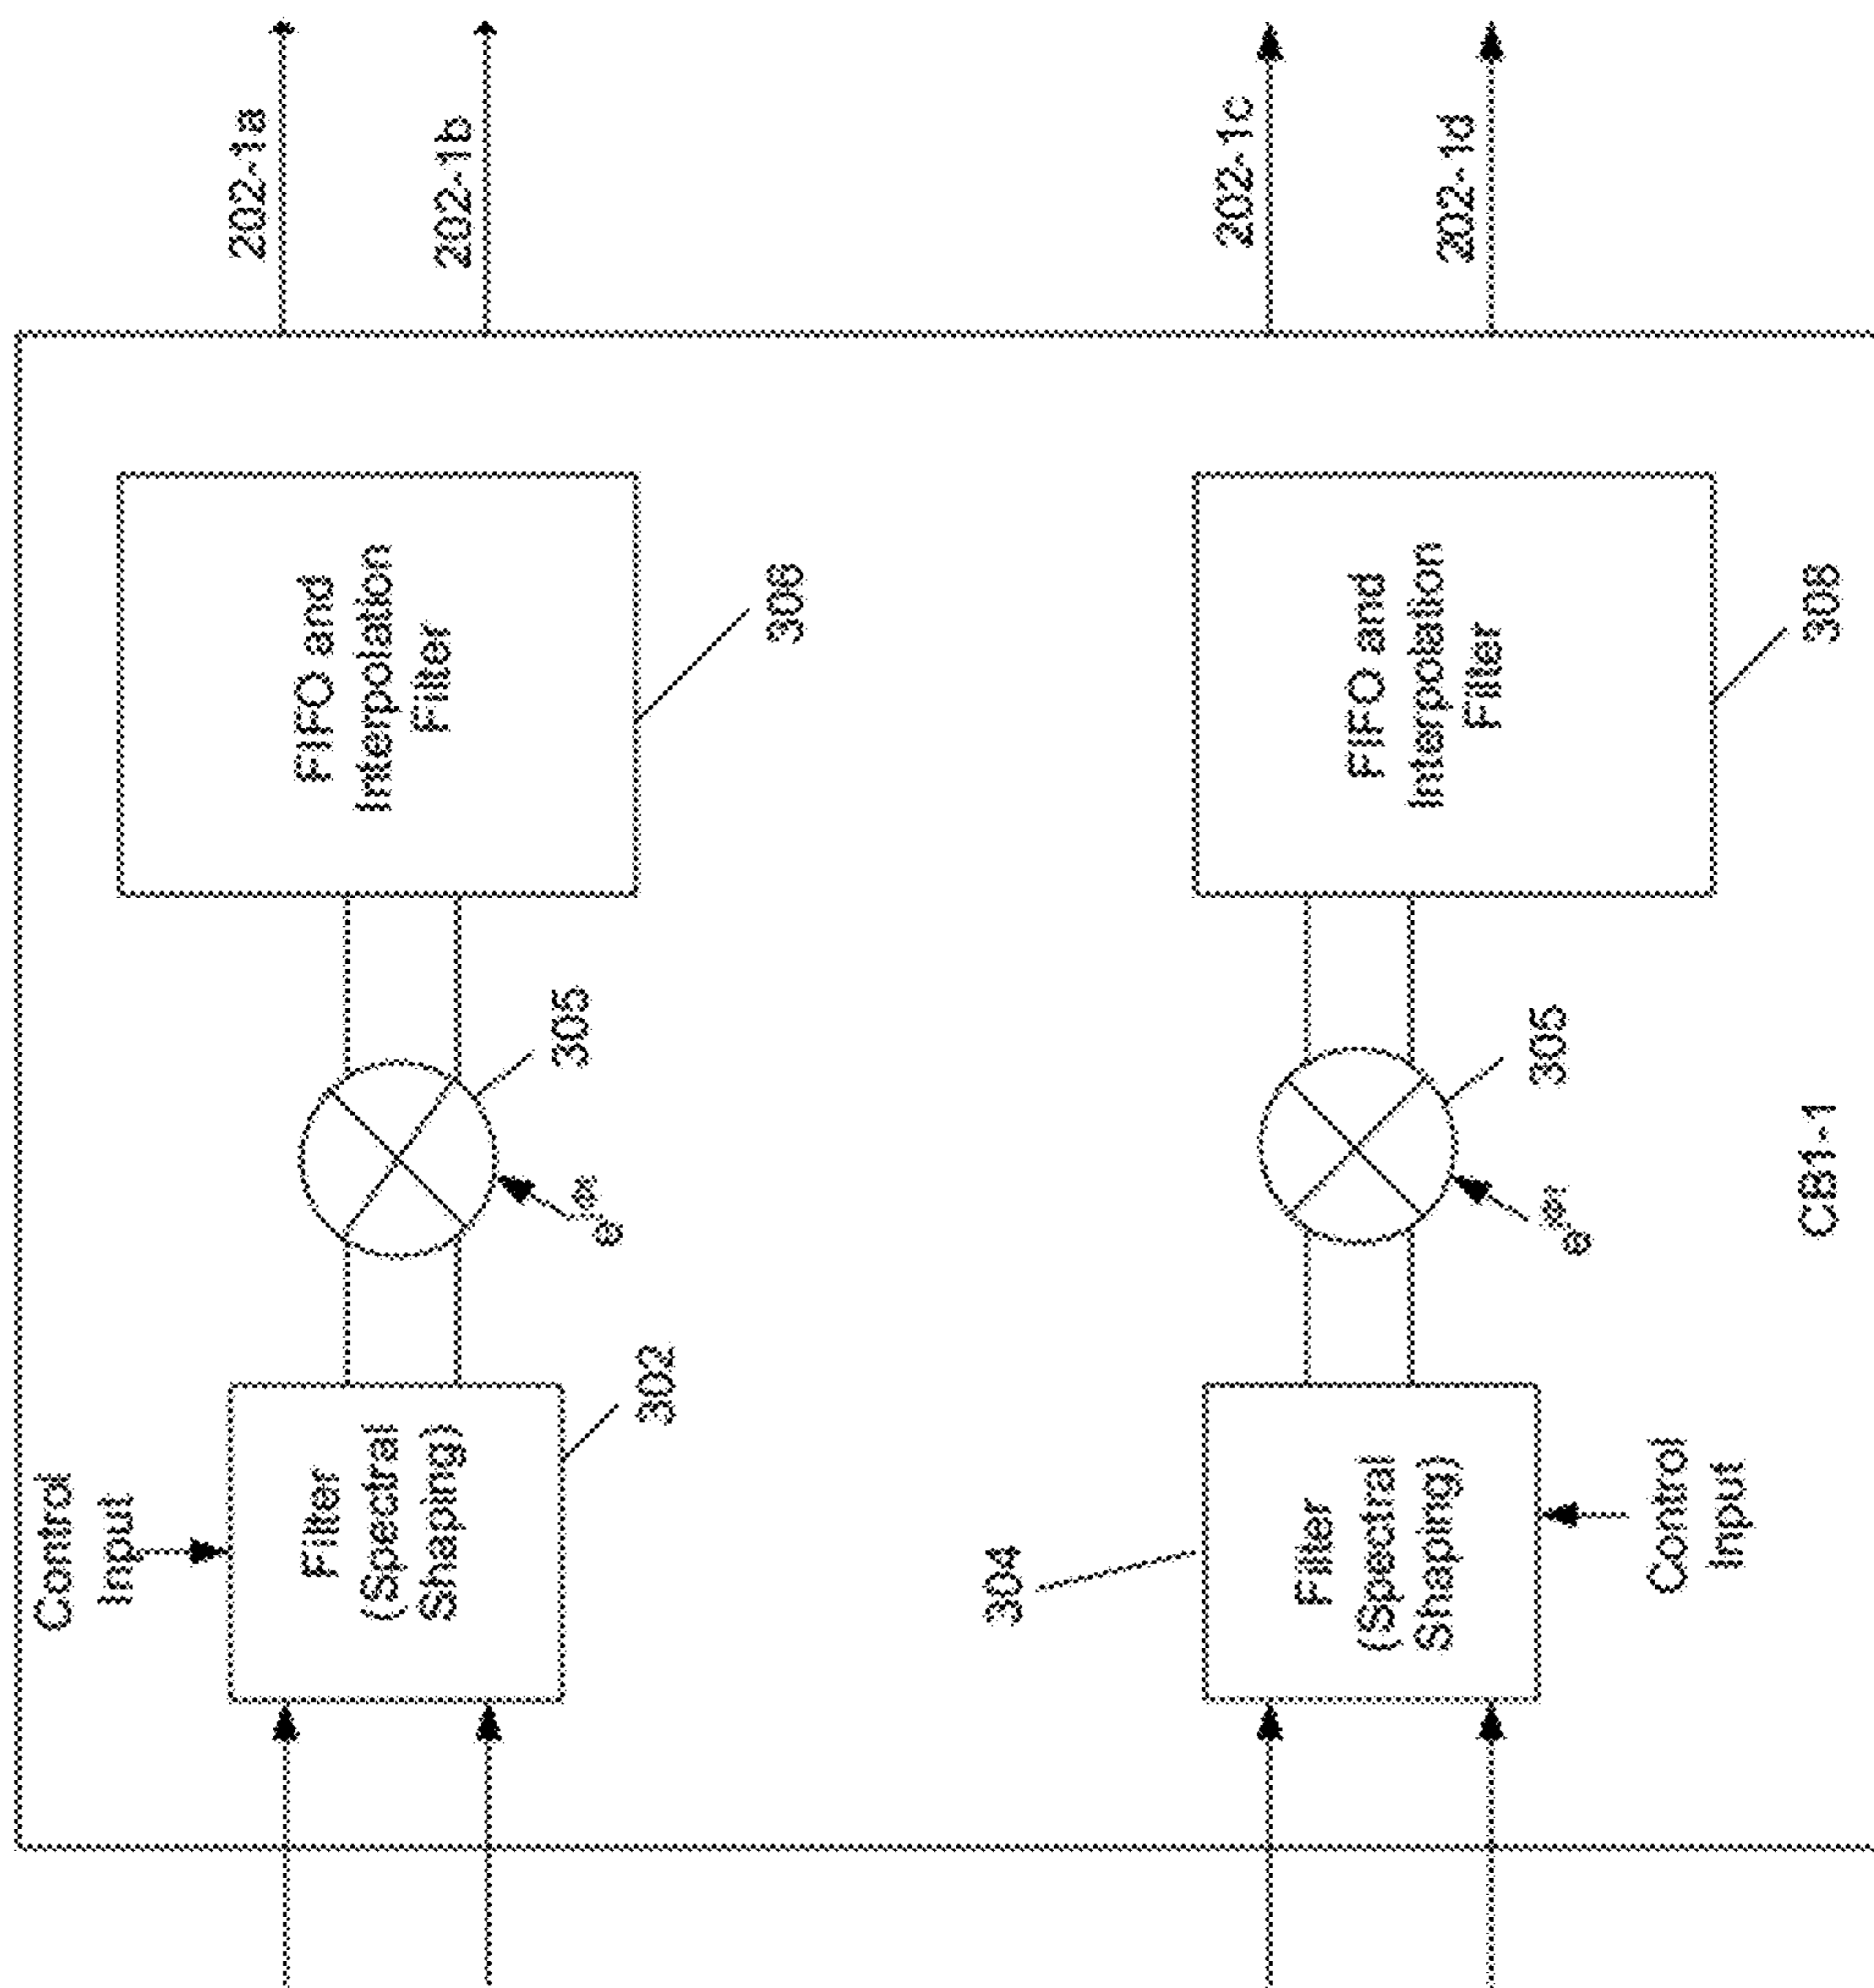 Control
Input
202-1a
Filter
(Spectral
Shaping)
FIFO and
Interpolation
Filter
202-1b
305
302
306
304
202-1c
Filter
(Spectral
Shaping)
FIFO and
Interpolation
Filter
202-1d
305
Control
Input
CB1-1
308